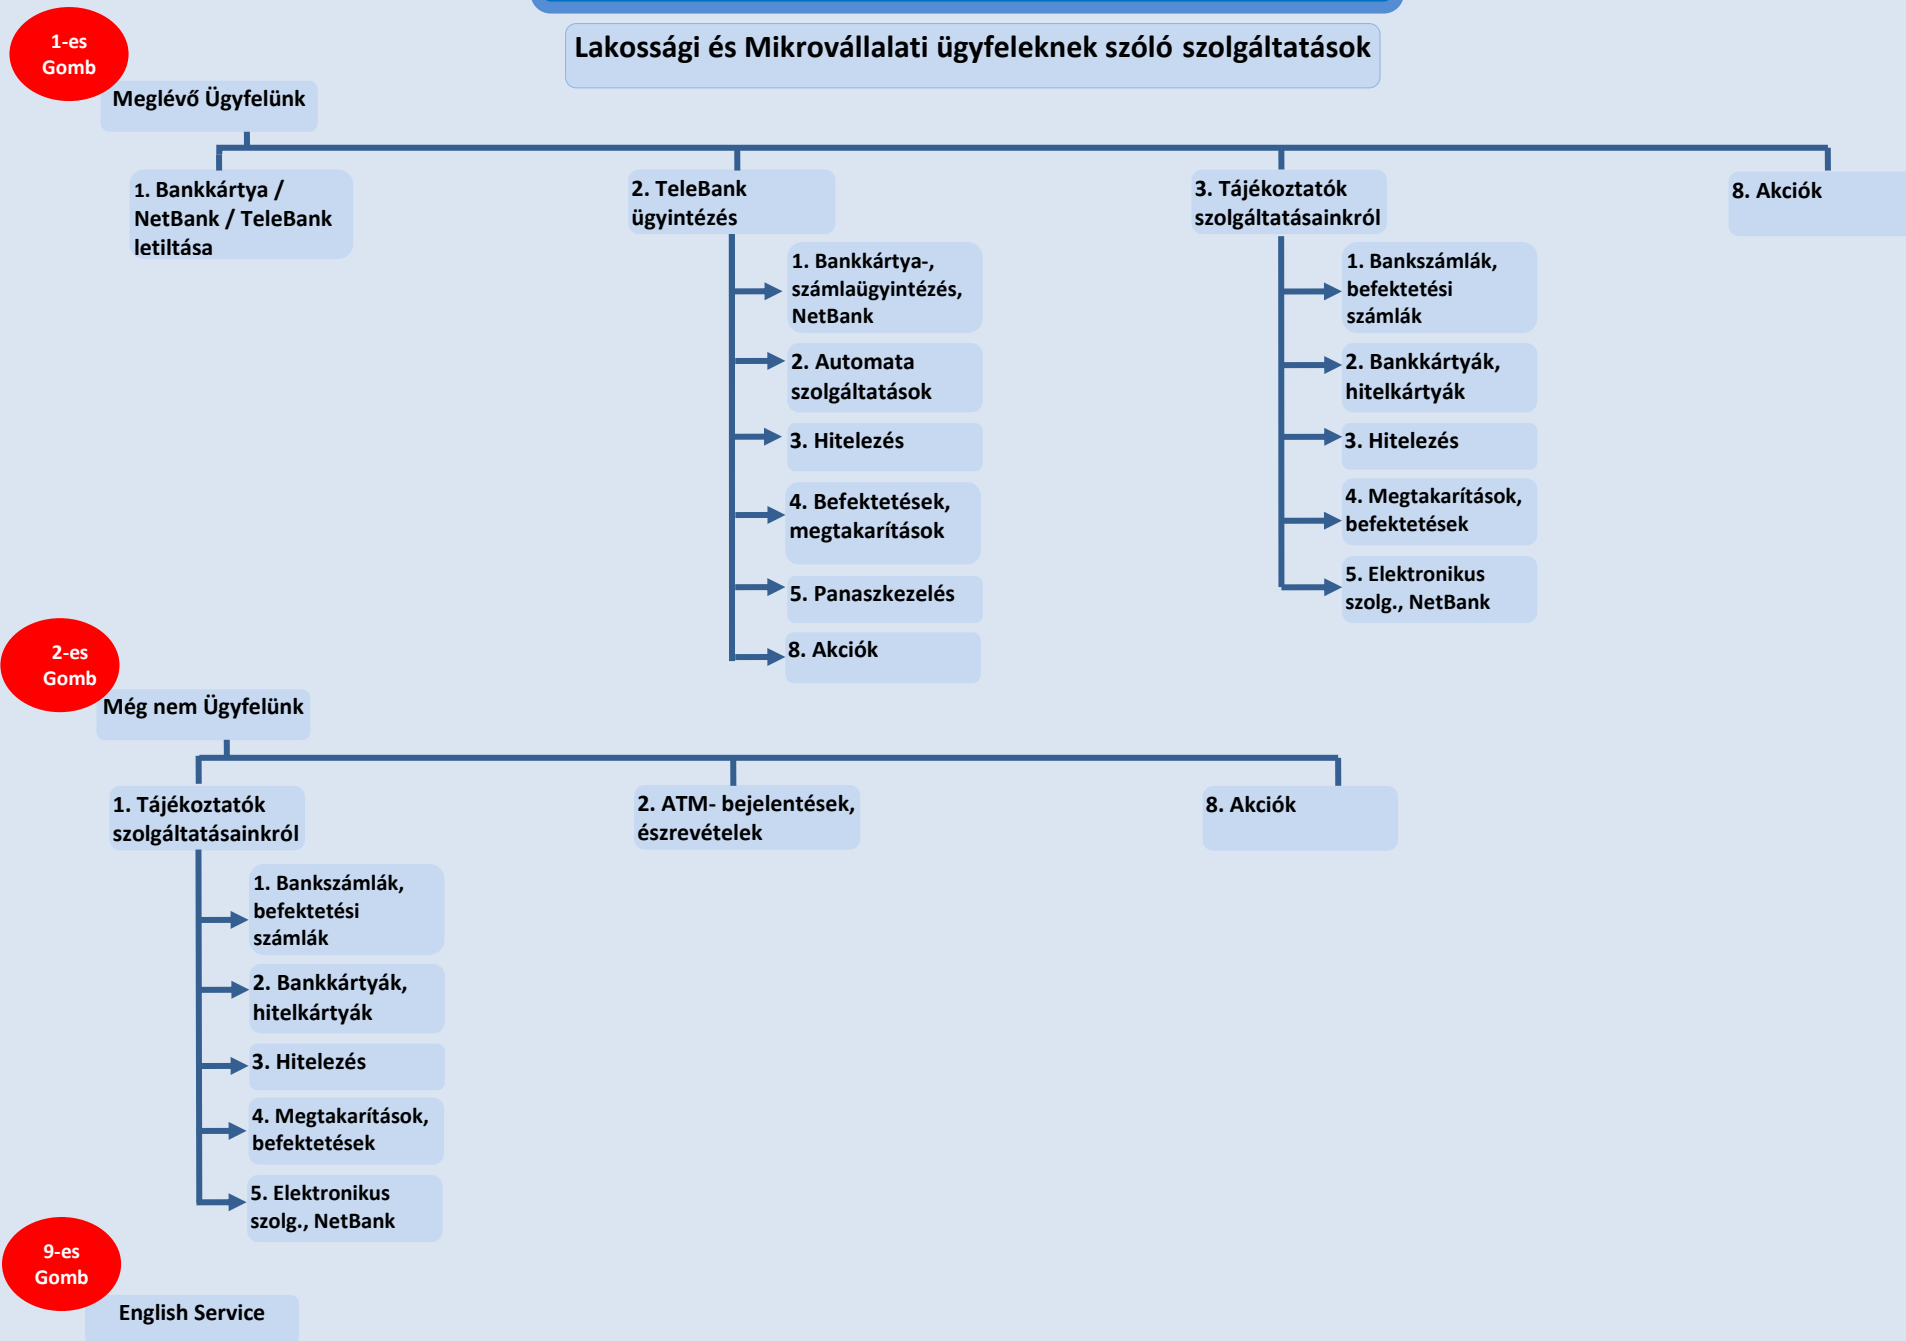 Lakossági és Mikrovállalati ügyfeleknek szóló szolgáltatások
1-es
Gomb
Meglévő Ügyfelünk
1. Bankkártya /
NetBank / TeleBank
letiltása
2. TeleBank
ügyintézés
1. Bankkártya-,
számlaügyintézés,
NetBank
2. Automata
szolgáltatások
3. Hitelezés
4. Befektetések,
megtakarítások
5. Panaszkezelés
8. Akciók
3. Tájékoztatók
szolgáltatásainkról
1. Bankszámlák,
befektetési
számlák
2. Bankkártyák,
hitelkártyák
3. Hitelezés
4. Megtakarítások,
befektetések
5. Elektronikus
szolg., NetBank
8. Akciók
2-es
Gomb
Még nem Ügyfelünk
1. Tájékoztatók
szolgáltatásainkról
1. Bankszámlák,
befektetési
számlák
2. Bankkártyák,
hitelkártyák
3. Hitelezés
4. Megtakarítások,
befektetések
5. Elektronikus
szolg., NetBank
2. ATM- bejelentések,
észrevételek
8. Akciók
9-es
Gomb
English Service